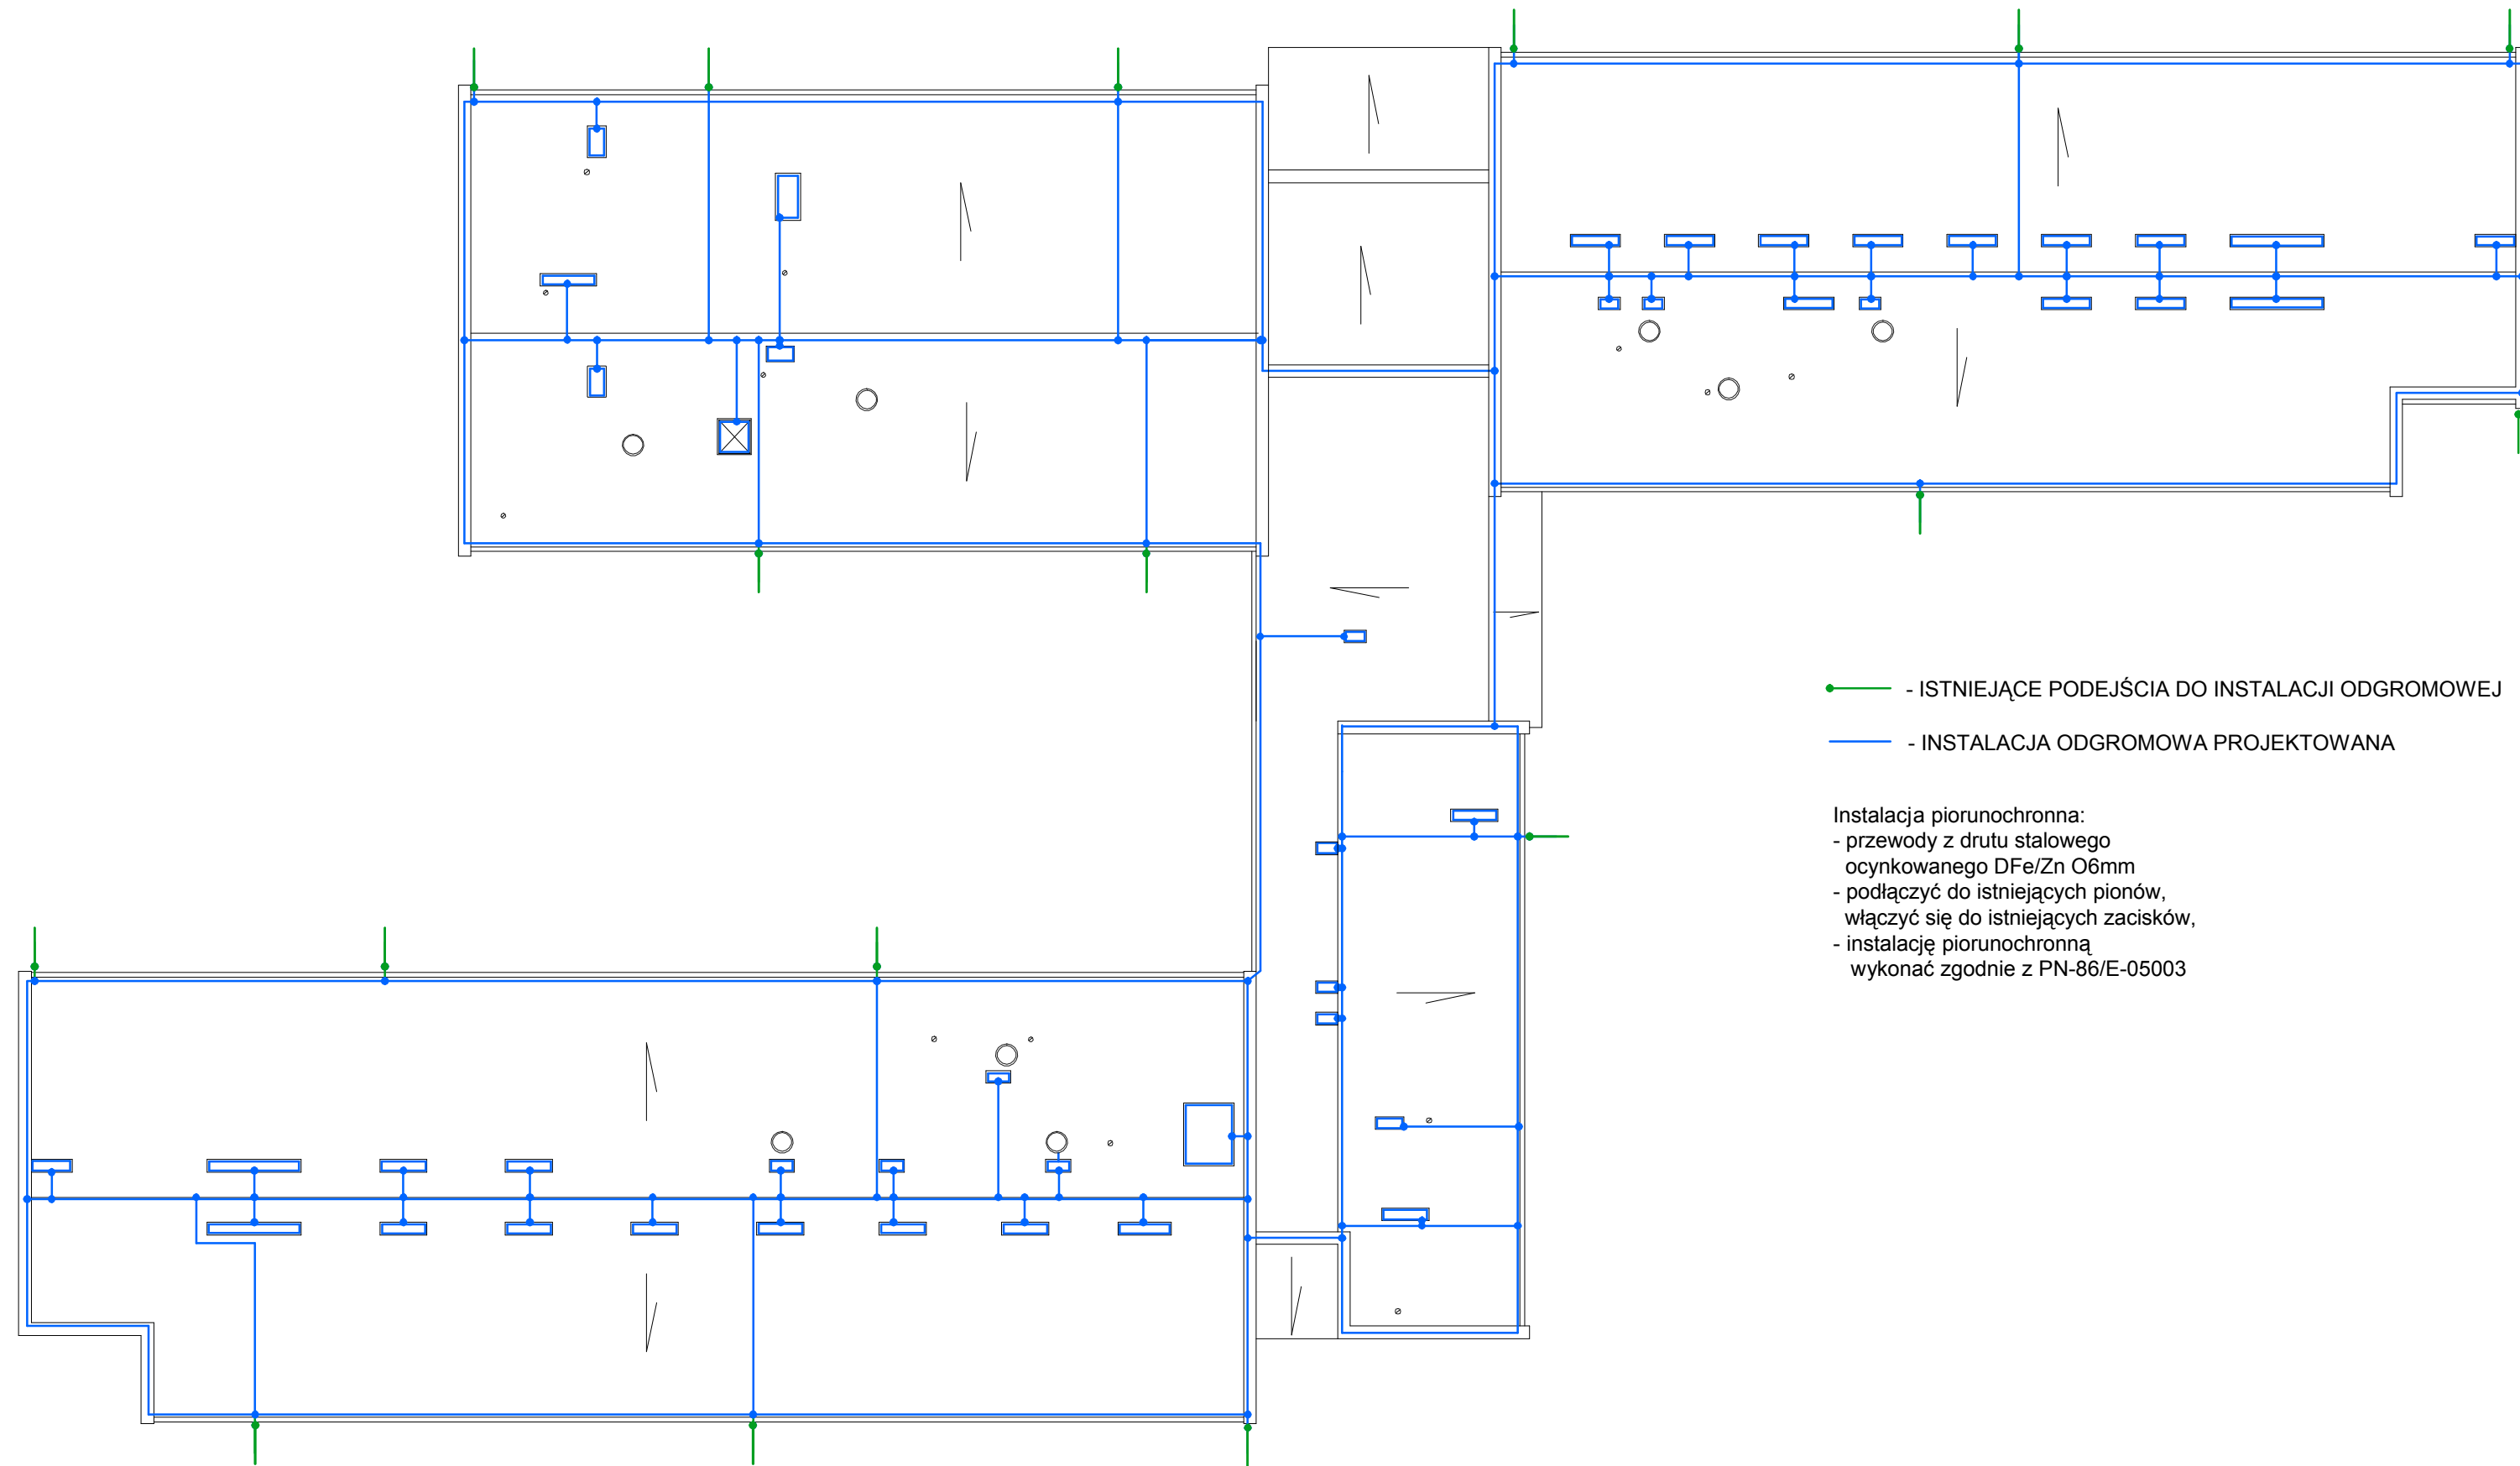 - ISTNIEJĄCE PODEJŚCIA DO INSTALACJI ODGROMOWEJ
- INSTALACJA ODGROMOWA PROJEKTOWANA
Instalacja piorunochronna:
- przewody z drutu stalowego
ocynkowanego DFe/Zn O6mm
- podłączyć do istniejących pionów,
włączyć się do istniejących zacisków,
- instalację piorunochronną
wykonać zgodnie z PN-86/E-05003